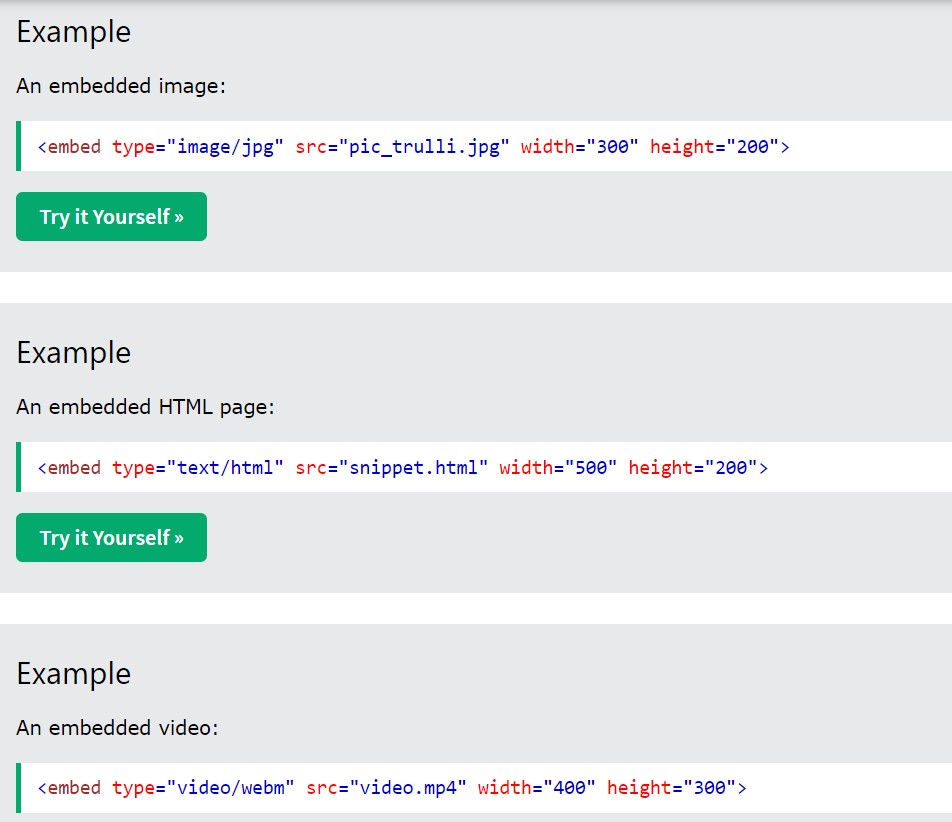 Example
An embedded image:
<embed type="image/jpg" src="pic_trulli.jpg" width="300" height="200">
Try it Yourself »
Example
An embedded HTML page:
<embed type="text/html" src="snippet.html" width="500" height="200">
Try it Yourself »
Example
An embedded video:
<embed type="video/webm" src="video.mp4" width="400" height="300">